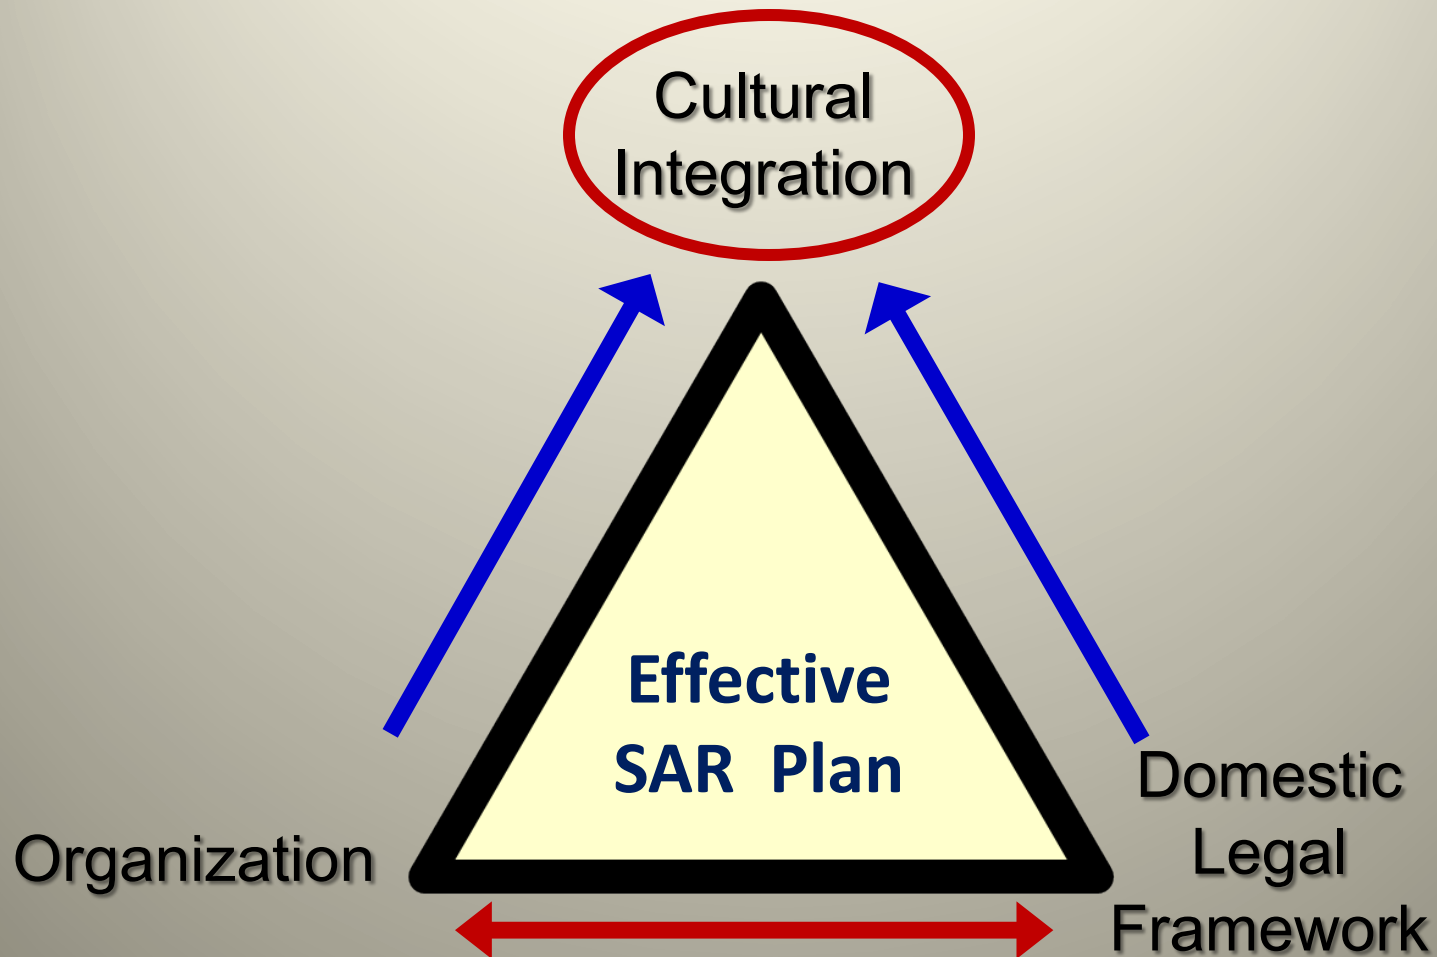 Cultural
Integration
Effective
SAR Plan
Organization
Domestic
Legal
Framework